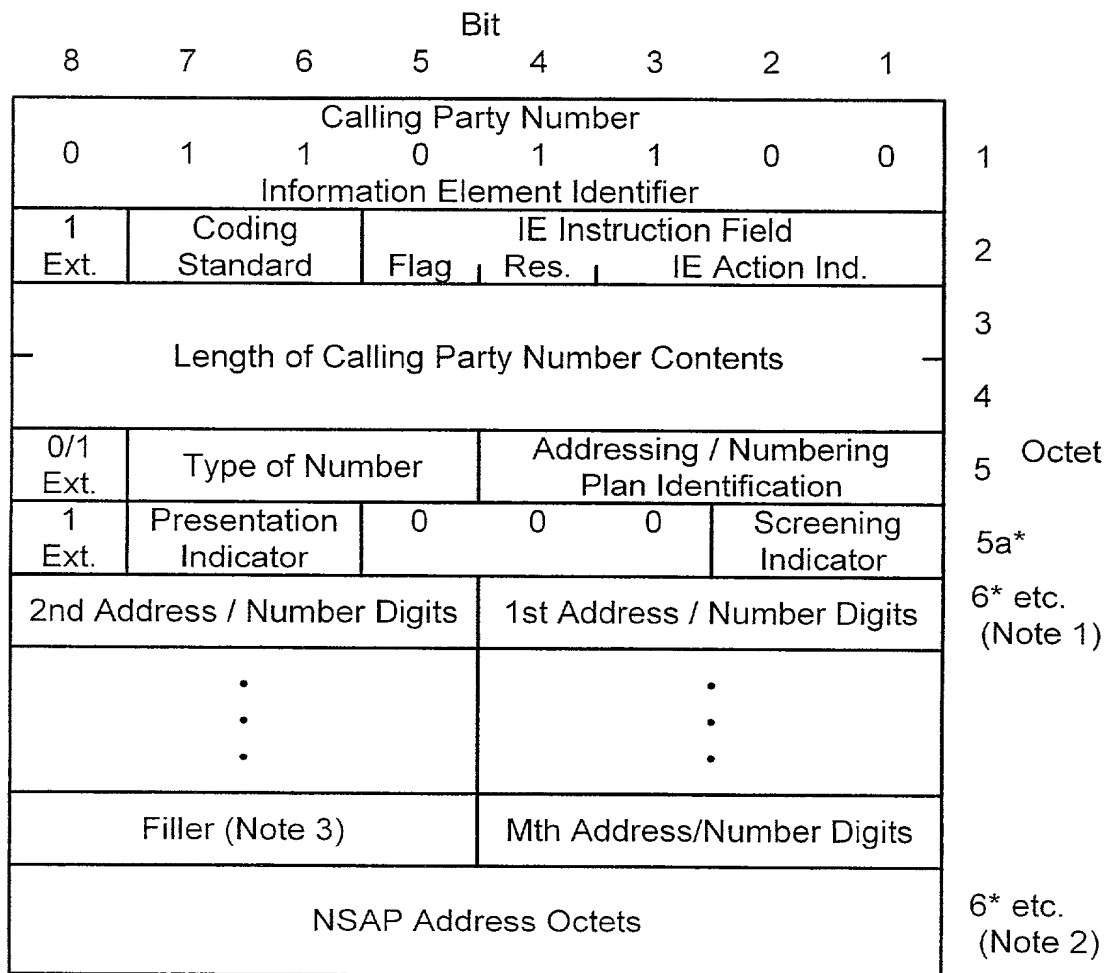 Bit
8 7 6 5 4 3 2 1
Calling Party Number
0 1 1 0 1 1 0 0 1
Information Element Identifier
1 Coding IE Instruction Field
Ext. Standard Flag Res. IE Action Ind. 2
3
Length of Calling Party Number Contents
4
0/1 Type of Number Addressing / Numbering
Ext. Plan Identification 5 Octet
1 Presentation 0 0 0 Screening
Ext. Indicator Indicator 5a*
2nd Address / Number Digits 1st Address / Number Digits 6* etc.
(Note 1)
Filler (Note 3) Mth Address/Number Digits
NSAP Address Octets 6* etc.
(Note 2)